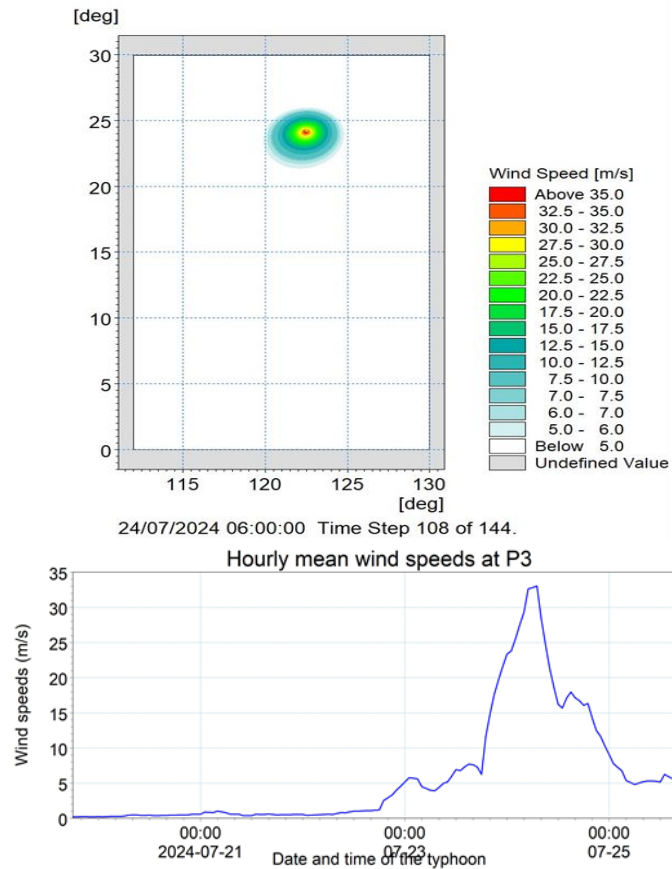 [deg]
30
25
20
15
10
5
0
115 120 125 130
[deg]
Wind Speed [m/s]
Above 35.0
32.5 - 35.0
30.0 - 32.5
27.5 - 30.0
25.0 - 27.5
22.5 - 25.0
20.0 - 22.5
17.5 - 20.0
15.0 - 17.5
12.5 - 15.0
10.0 - 12.5
7.5 - 10.0
7.0 - 7.5
6.0 - 7.0
5.0 - 6.0
Below 5.0
Undefined Value
24/07/2024 06:00:00 Time Step 108 of 144.
Hourly mean wind speeds at P3
Wind speeds (m/s)
35
30
25
20
15
10
5
0
00:00 00:00 00:00
2024-07-21 07-23 07-25
Date and time of the typhoon